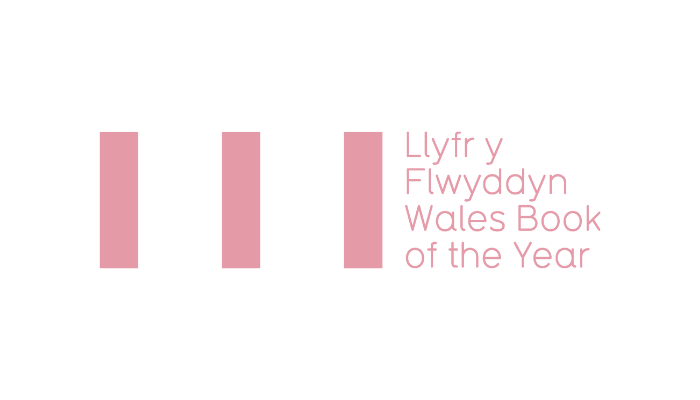 Llyfr y
Flwyddyn
Wales Book
of the Year